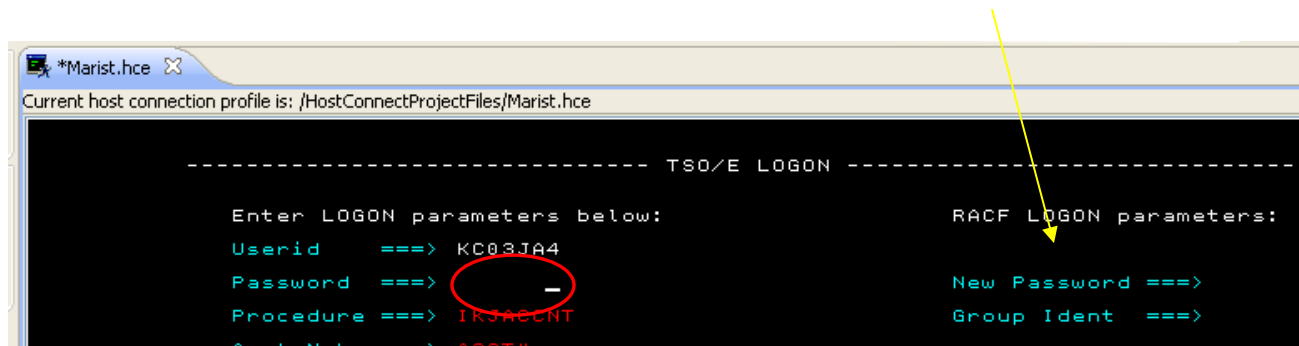 *Marist.hce
Current host connection profile is: /HostConnectProjectFiles/Marist.hce
------------------------------- TSO/E LOGON ------------------------------
Enter LOGON parameters below: RACF LOGON parameters:
Userid ===> KC03JA4
Password ===> _ New Password ===>
Procedure ===> IKJACCNT Group Ident ===>